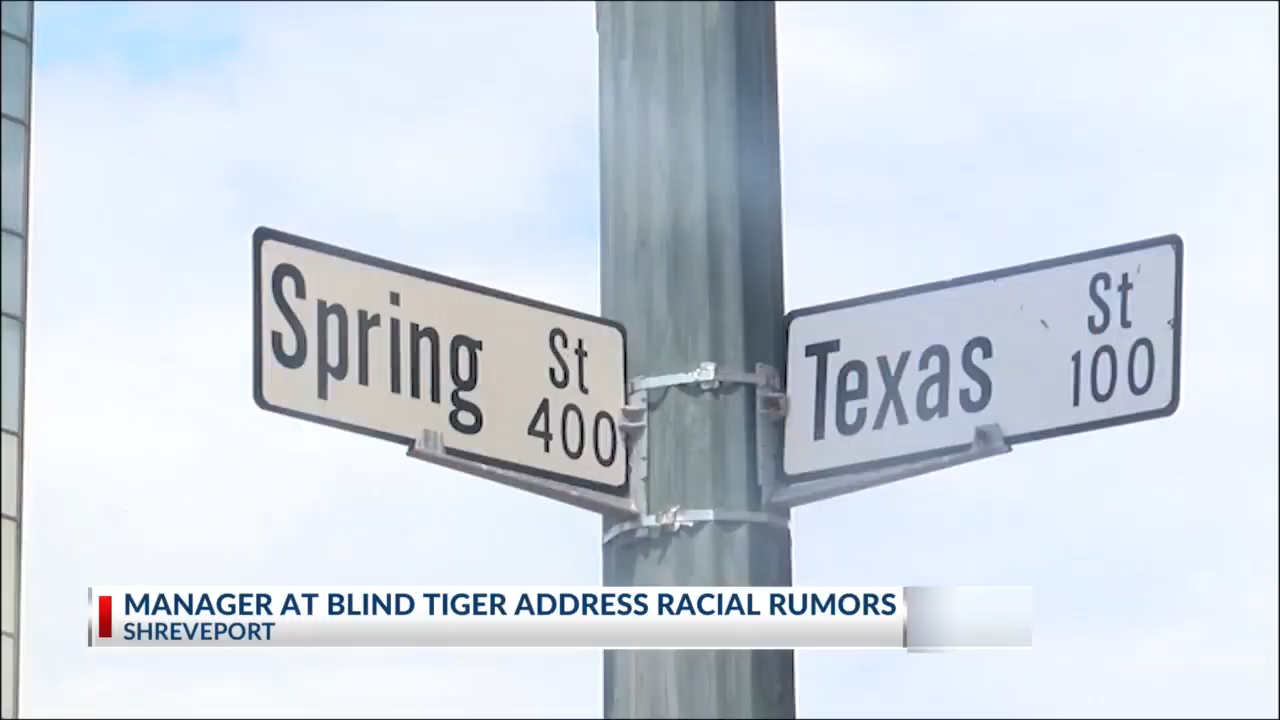 Spring St
400
Texas St
100
MANAGER AT BLIND TIGER ADDRESS RACIAL RUMORS
SHREVEPORT